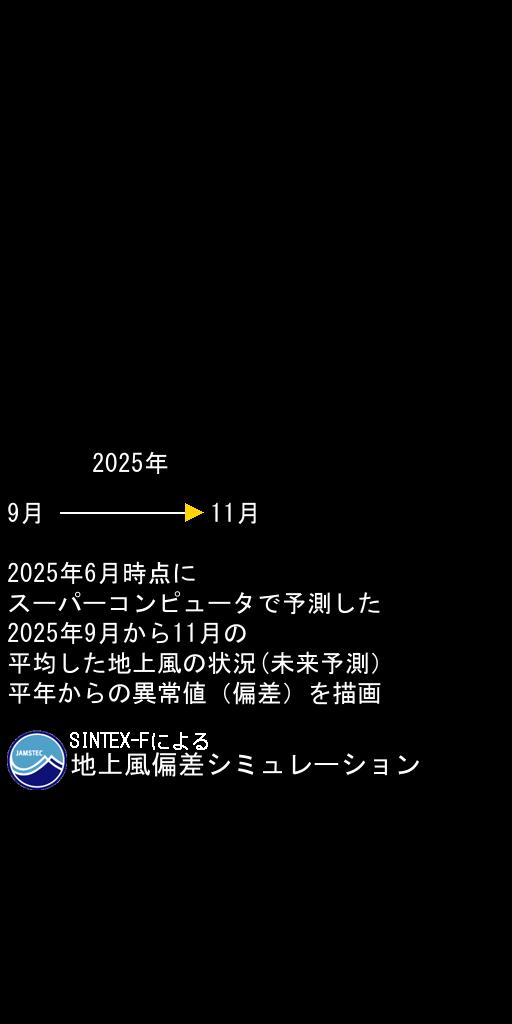 2025年
9月 11月
2025年6月時点に
スーパーコンピュータで予測した
2025年9月から11月の
平均した地上風の状況(未来予測)
平年からの異常値（偏差）を描画
JAMSTEC
SINTEX-Fによる
地上風偏差シミュレーション